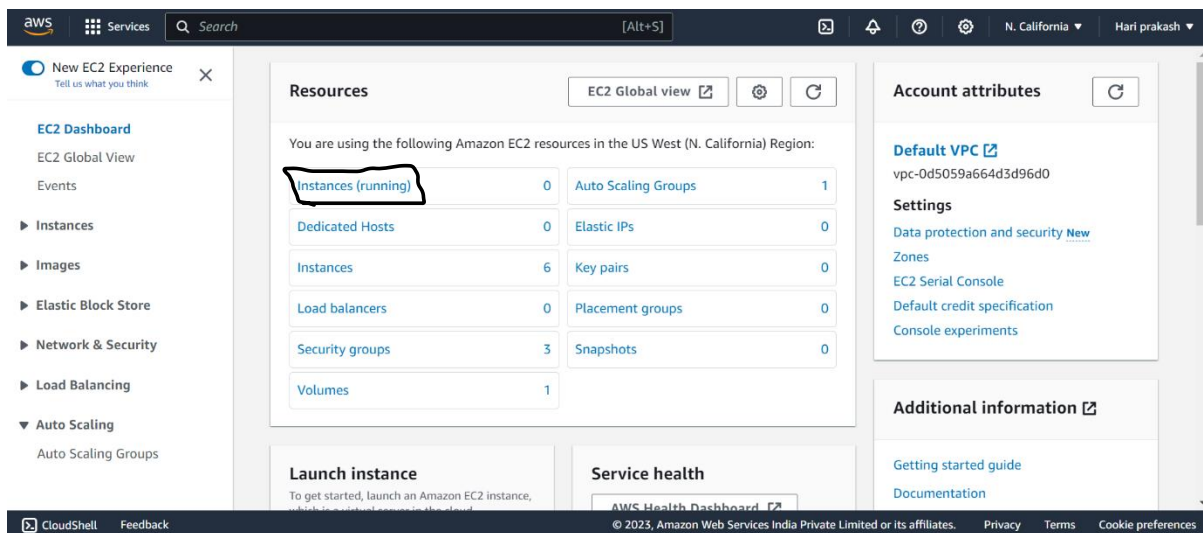 aws
Services
Search
[Alt+S]
N. California ▼
Hari prakash ▼
New EC2 Experience
Tell us what you think
EC2 Dashboard
EC2 Global View
Events
Instances
Images
Elastic Block Store
Network & Security
Load Balancing
Auto Scaling
Auto Scaling Groups
Resources
EC2 Global view
You are using the following Amazon EC2 resources in the US West (N. California) Region:
Instances (running) 0
Auto Scaling Groups 1
Dedicated Hosts 0
Elastic IPs 0
Instances 6
Key pairs 0
Load balancers 0
Placement groups 0
Security groups 3
Snapshots 0
Volumes 1
Launch instance
To get started, launch an Amazon EC2 instance,
which is a virtual server in the cloud
Service health
AWS Health Dashboard
Account attributes
Default VPC
vpc-0d5059a664d3d96d0
Settings
Data protection and security New
Zones
EC2 Serial Console
Default credit specification
Console experiments
Additional information
Getting started guide
Documentation
CloudShell
Feedback
© 2023, Amazon Web Services India Private Limited or its affiliates.
Privacy
Terms
Cookie preferences